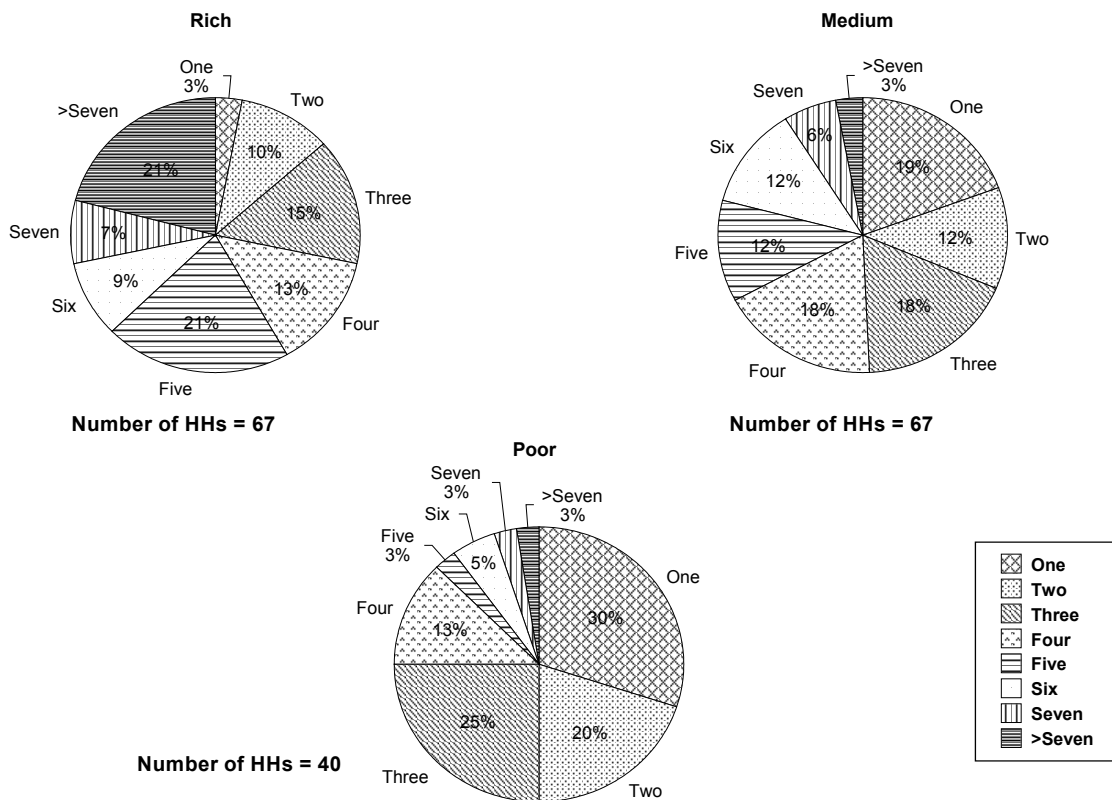 Rich
One
3%
Two
10%
Three
15%
Four
13%
Five
21%
Six
9%
Seven
7%
>Seven
21%
Number of HHs = 67
Medium
One
19%
Two
12%
Three
18%
Four
18%
Five
12%
Six
12%
Seven
6%
>Seven
3%
Number of HHs = 67
Poor
One
30%
Two
20%
Three
25%
Four
13%
Five
3%
Six
5%
Seven
3%
>Seven
3%
Number of HHs = 40
One
Two
Three
Four
Five
Six
Seven
>Seven